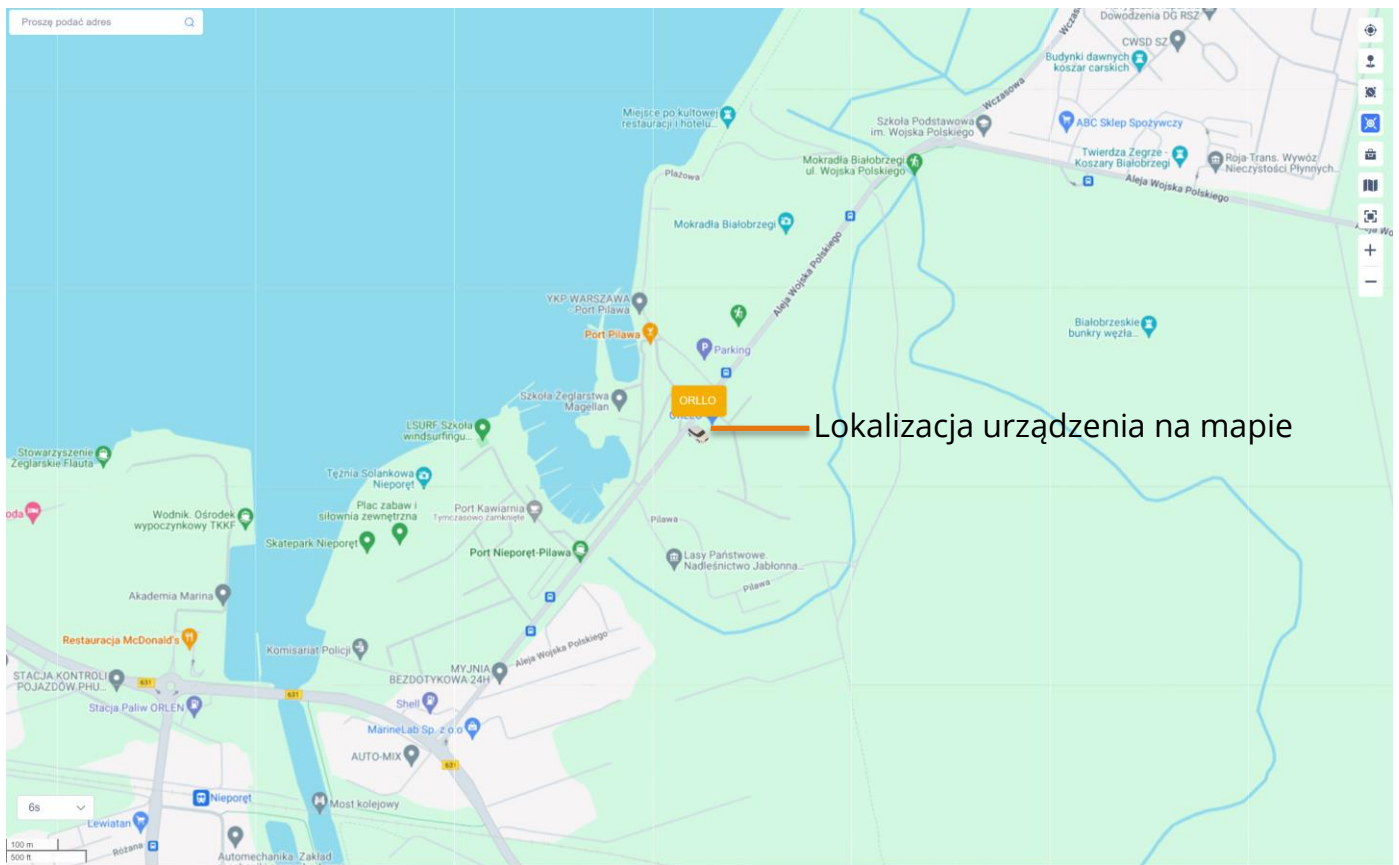 Proszę podać adres
Dowodzenia DG RSZ
CWSD SZ
Budynki dawnych
koszar carskich
Wczasowa
Miejsce po kultowej
restauracji i hotelu...
Szkoła Podstawowa
im. Wojska Polskiego
ABC Sklep Spożywczy
Mokradła Białobrzegi
ul. Wojska Polskiego
Twierdza Zegrze -
Koszary Białobrzegi
Roja-Trans. Wywóz
Nieczystości Płynnych...
Plażowa
Aleja Wojska Polskiego
Mokradła Białobrzegi
Aleja Wojska Polskiego
YKP WARSZAWA
- Port Pilawa
Port Pilawa
Parking
Białobrzeskie
bunkry węzła...
Szkoła Żeglarstwa
Magellan
ORLLO
Lokalizacja urządzenia na mapie
LSURF Szkoła
windsurfingu...
Stowarzyszenie
Żeglarskie Flauta
Tężnia Solankowa
Nieporęt
Plac zabaw i
siłownia zewnętrzna
Port Kawiarnia
Tymczasowo zamknięte
Wodnik. Ośrodek
wypoczynkowy TKKF
Pilawa
Skatepark Nieporęt
Port Nieporęt-Pilawa
Lasy Państwowe.
Nadleśnictwo Jabłonna...
Pilawa
Akademia Marina
Restauracja McDonald's
Komisariat Policji
Aleja Wojska Polskiego
MYJNIA
BEZDOTYKOWA 24H
STACJA KONTROLI
POJAZDÓW.PHU...
631
631
Stacja Paliw ORLEN
Shell
MarineLab Sp. z o.o
AUTO-MIX
631
6s
Nieporęt
Most kolejowy
Lewiatan
Różana
100 m
500 ft
Automechanika. Zakład